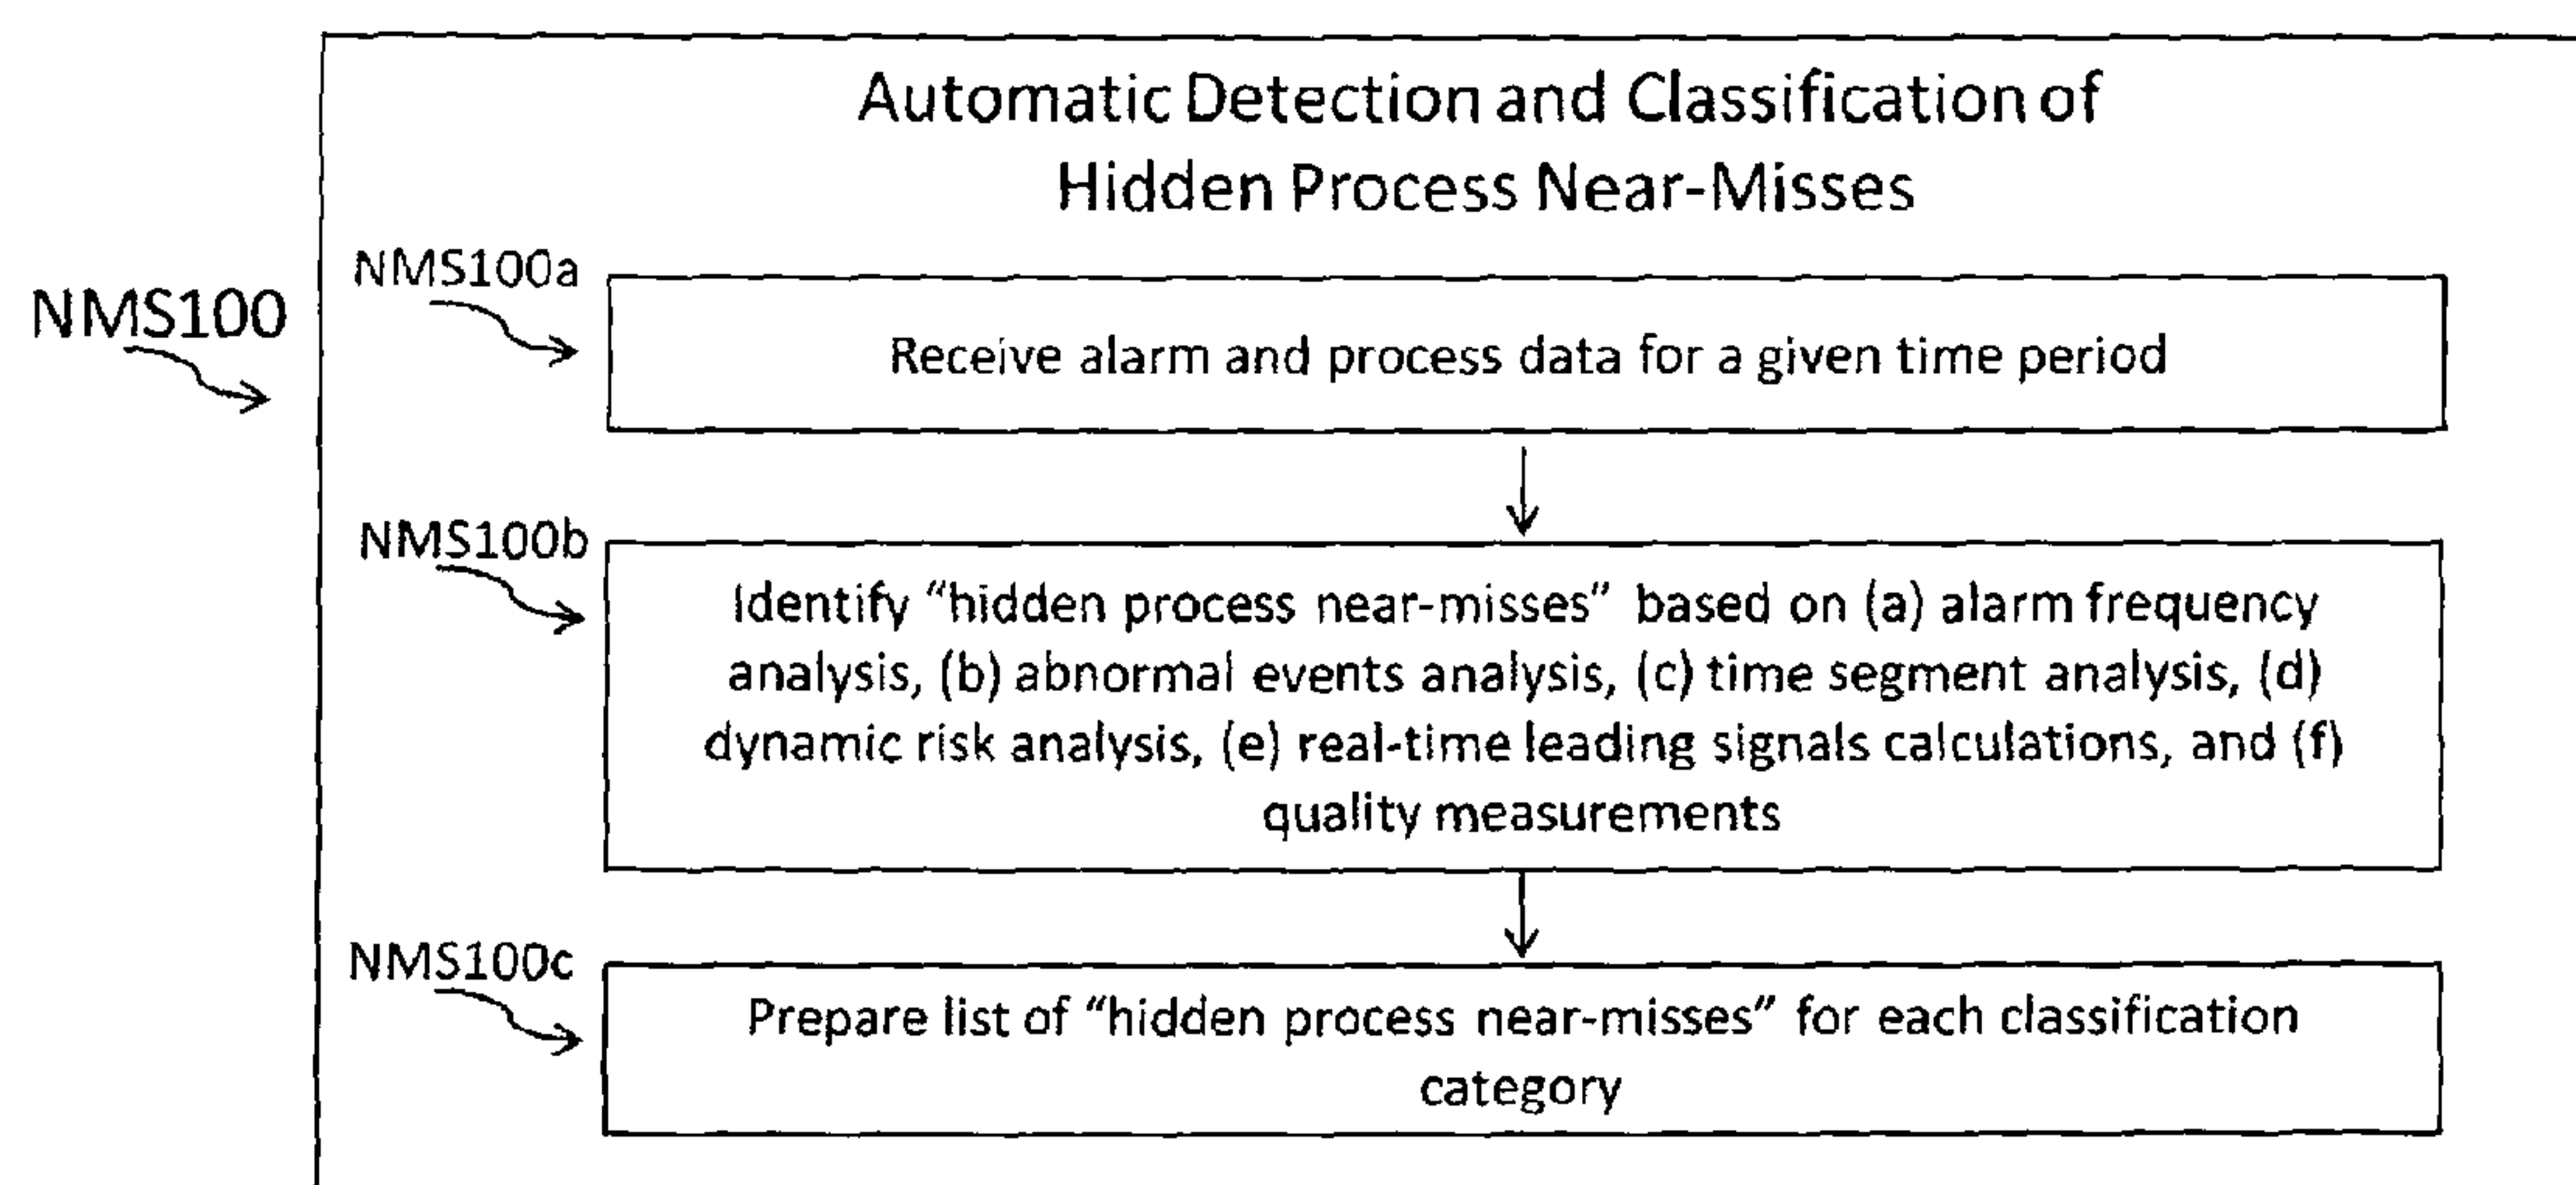 Automatic Detection and Classification of
Hidden Process Near-Misses
NMS100
NMS100a
Receive alarm and process data for a given time period
NMS100b
Identify “hidden process near-misses” based on (a) alarm frequency
analysis, (b) abnormal events analysis, (c) time segment analysis, (d)
dynamic risk analysis, (e) real-time leading signals calculations, and (f)
quality measurements
NMS100c
Prepare list of “hidden process near-misses” for each classification
category